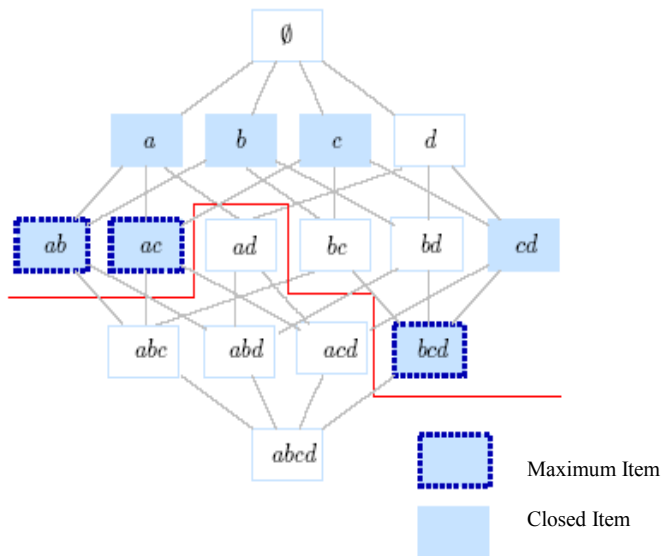 ∅
a b c d
ab ac ad bc bd cd
abc abd acd bcd
abcd
Maximum Item
Closed Item